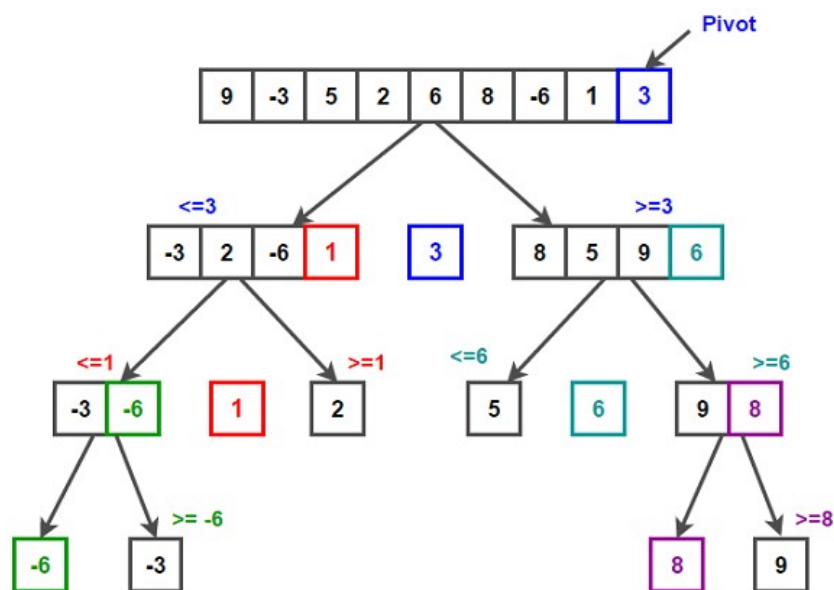 Pivot
9 -3 5 2 6 8 -6 1 3
<=3 >=3
-3 2 -6 1 3 8 5 9 6
<=1 >=1 <=6 >=6
-3 -6 1 2 5 6 9 8
>= -6 >=8
-6 -3 8 9